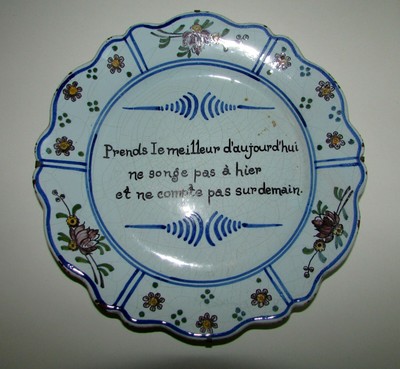 Prends le meilleur d'aujourd'hui
ne songe pas à hier
et ne compte pas sur demain.